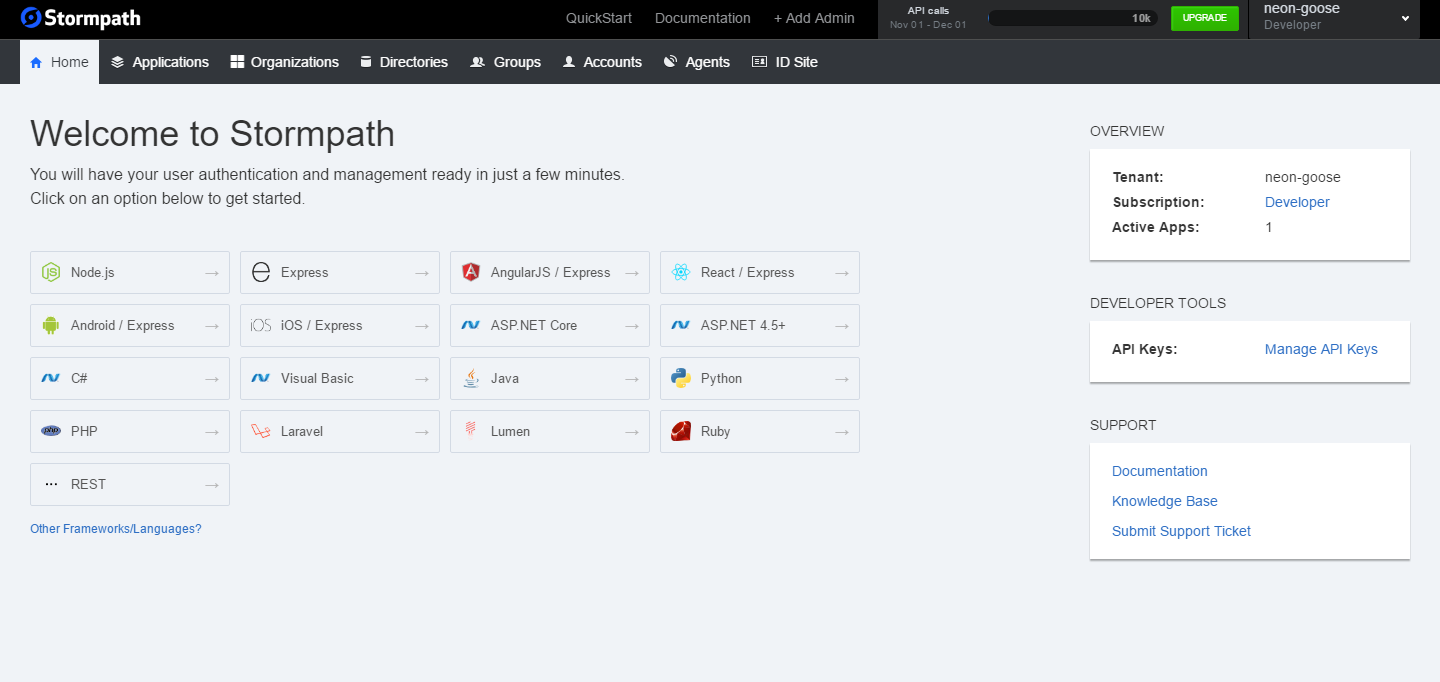 Stormpath
QuickStart Documentation + Add Admin
API calls
Nov 01 - Dec 01
10k
UPGRADE
neon-goose
Developer
Home Applications Organizations Directories Groups Accounts Agents ID Site
Welcome to Stormpath
You will have your user authentication and management ready in just a few minutes.
Click on an option below to get started.
Node.js → Express → AngularJS / Express → React / Express →
Android / Express → iOS iOS / Express → ASP.NET Core → ASP.NET 4.5+ →
C# → Visual Basic → Java → Python →
php PHP → Laravel → Lumen → Ruby →
... REST →
Other Frameworks/Languages?
OVERVIEW
Tenant: neon-goose
Subscription: Developer
Active Apps: 1
DEVELOPER TOOLS
API Keys: Manage API Keys
SUPPORT
Documentation
Knowledge Base
Submit Support Ticket